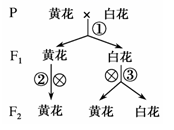 P 黄花 × 白花
①
F₁ 黄花 白花
② ⊗ ⊗ ③
F₂ 黄花 黄花 白花